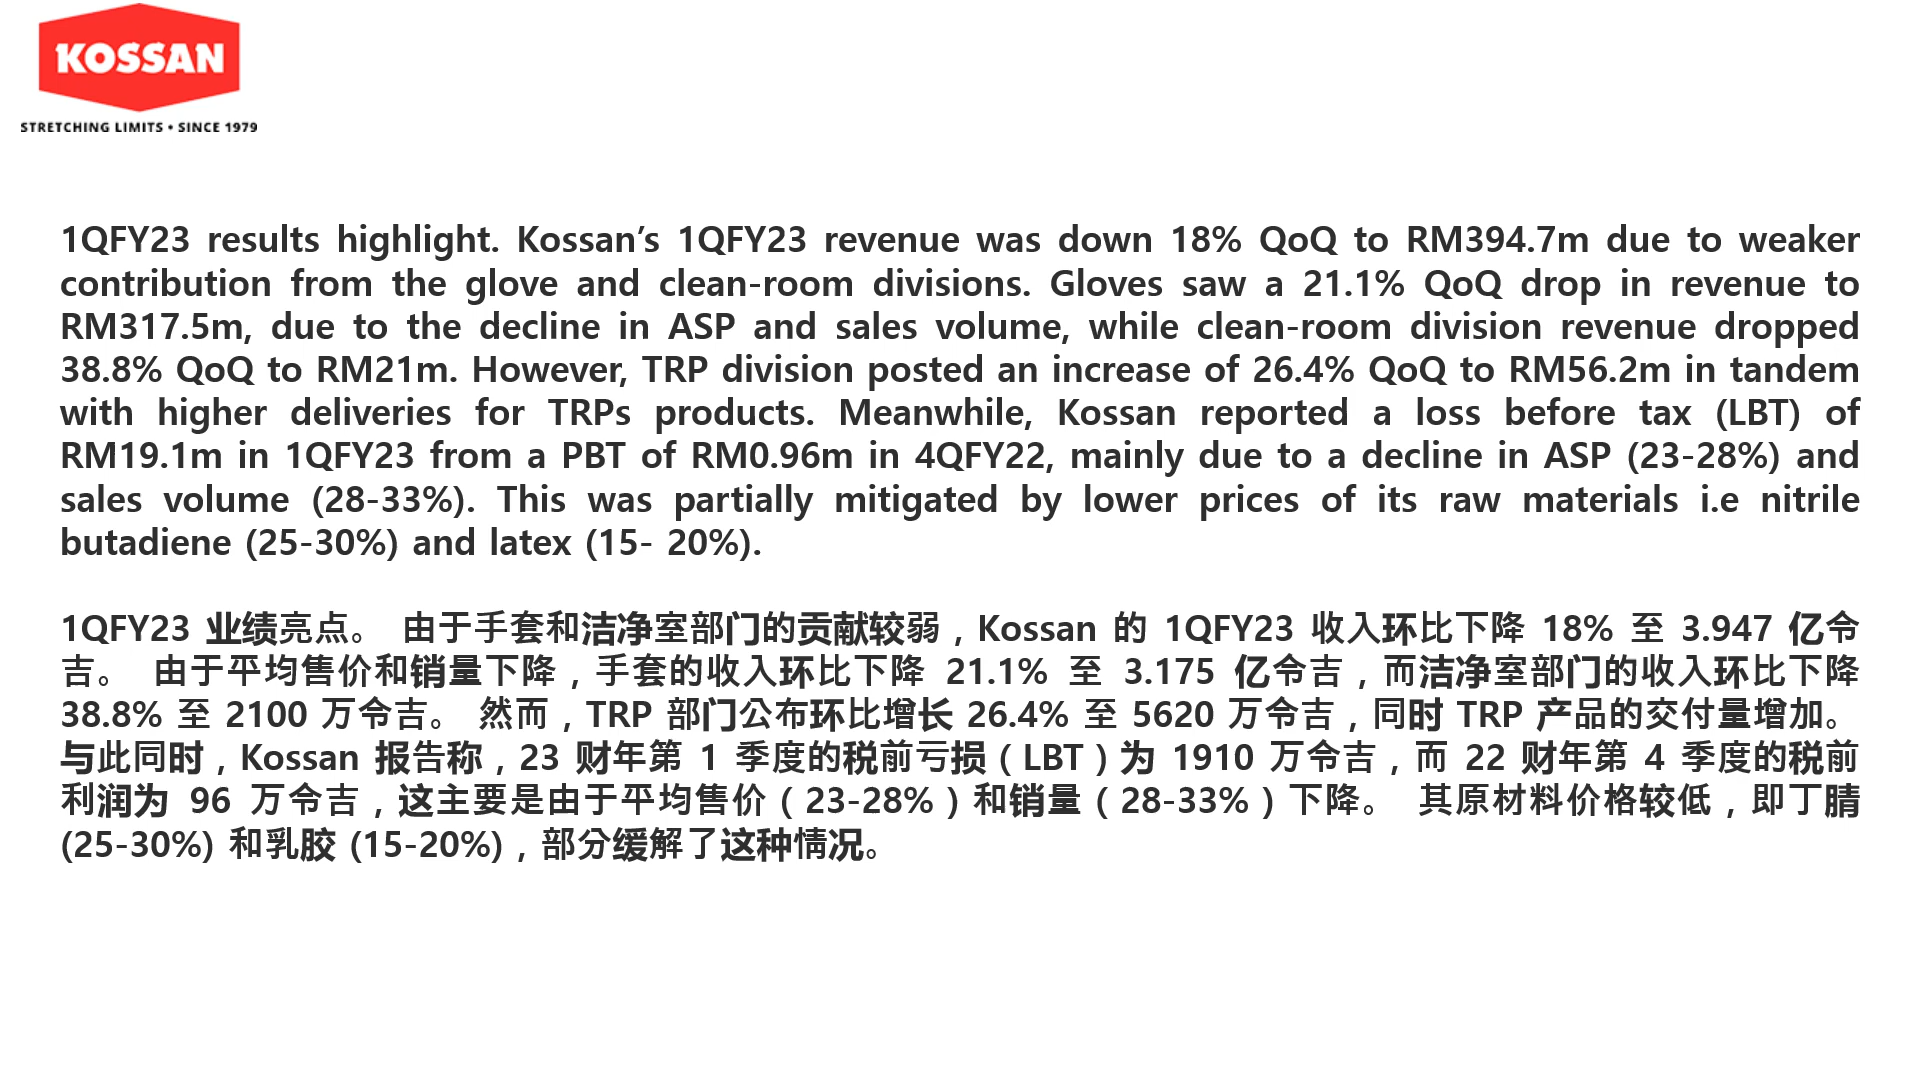 KOSSAN
STRETCHING LIMITS • SINCE 1979
1QFY23 results highlight. Kossan’s 1QFY23 revenue was down 18% QoQ to RM394.7m due to weaker
contribution from the glove and clean-room divisions. Gloves saw a 21.1% QoQ drop in revenue to
RM317.5m, due to the decline in ASP and sales volume, while clean-room division revenue dropped
38.8% QoQ to RM21m. However, TRP division posted an increase of 26.4% QoQ to RM56.2m in tandem
with higher deliveries for TRPs products. Meanwhile, Kossan reported a loss before tax (LBT) of
RM19.1m in 1QFY23 from a PBT of RM0.96m in 4QFY22, mainly due to a decline in ASP (23-28%) and
sales volume (28-33%). This was partially mitigated by lower prices of its raw materials i.e nitrile
butadiene (25-30%) and latex (15- 20%).
1QFY23 业绩亮点。 由于手套和洁净室部门的贡献较弱，Kossan 的 1QFY23 收入环比下降 18% 至 3.947 亿令
吉。 由于平均售价和销量下降，手套的收入环比下降 21.1% 至 3.175 亿令吉，而洁净室部门的收入环比下降
38.8% 至 2100 万令吉。 然而，TRP 部门公布环比增长 26.4% 至 5620 万令吉，同时 TRP 产品的交付量增加。
与此同时，Kossan 报告称，23 财年第 1 季度的税前亏损（LBT）为 1910 万令吉，而 22 财年第 4 季度的税前
利润为 96 万令吉，这主要是由于平均售价（23-28%）和销量（28-33%）下降。 其原材料价格较低，即丁腈
(25-30%) 和乳胶 (15-20%)，部分缓解了这种情况。